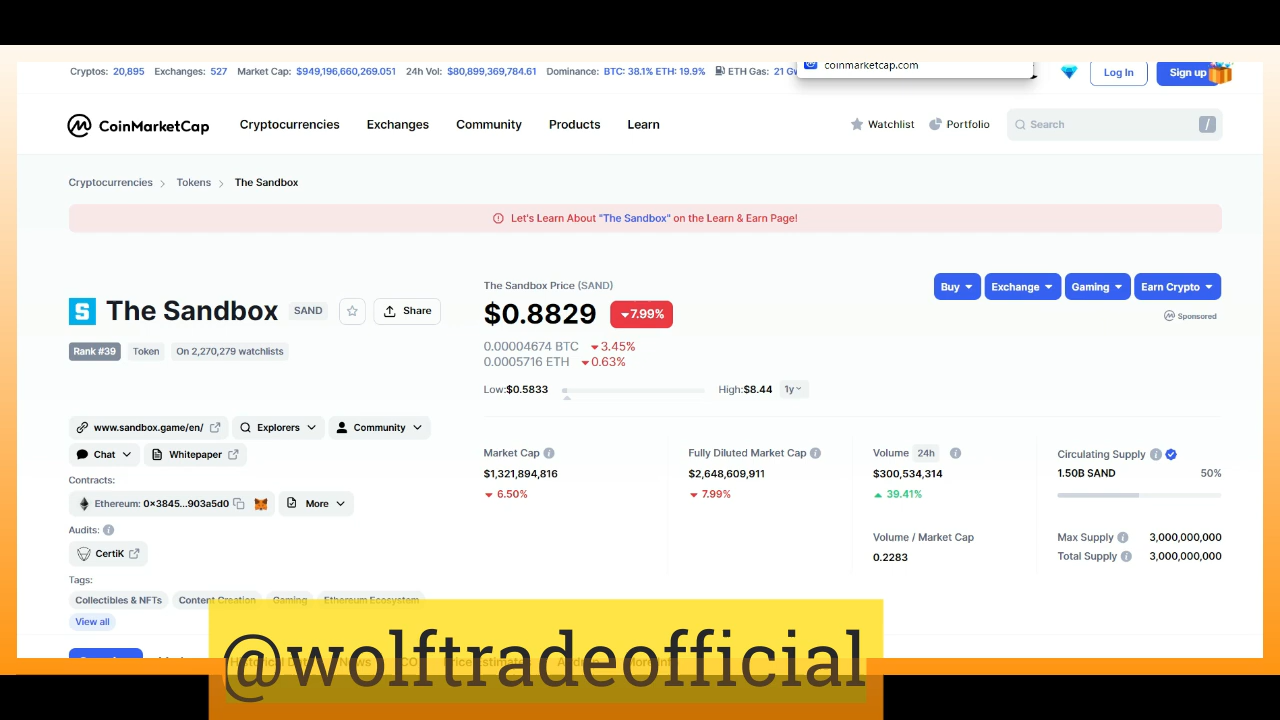 Cryptos: 20,895 Exchanges: 527 Market Cap: $949,196,660,269.051 24h Vol: $80,899,369,784.61 Dominance: BTC: 38.1% ETH: 19.9% ETH Gas: 21
coinmarketcap.com
Log In Sign up
CoinMarketCap Cryptocurrencies Exchanges Community Products Learn Watchlist Portfolio Search /
Cryptocurrencies Tokens The Sandbox
Let's Learn About "The Sandbox" on the Learn & Earn Page!
The Sandbox SAND Share
Rank #39 Token On 2,270,279 watchlists
The Sandbox Price (SAND)
$0.8829 7.99%
0.00004674 BTC 3.45%
0.0005716 ETH 0.63%
Low:$0.5833 High:$8.44 1y
Buy Exchange Gaming Earn Crypto
Sponsored
www.sandbox.game/en/ Explorers Community
Chat Whitepaper
Contracts:
Ethereum: 0x3845...903a5d0 More
Audits:
CertiK
Tags:
Collectibles & NFTs Content Creation Gaming Ethereum Ecosystem
View all
Market Cap
$1,321,894,816
6.50%
Fully Diluted Market Cap
$2,648,609,911
7.99%
Volume 24h
$300,534,314
39.41%
Volume / Market Cap
0.2283
Circulating Supply
1.50B SAND 50%
Max Supply 3,000,000,000
Total Supply 3,000,000,000
@wolftradeofficial